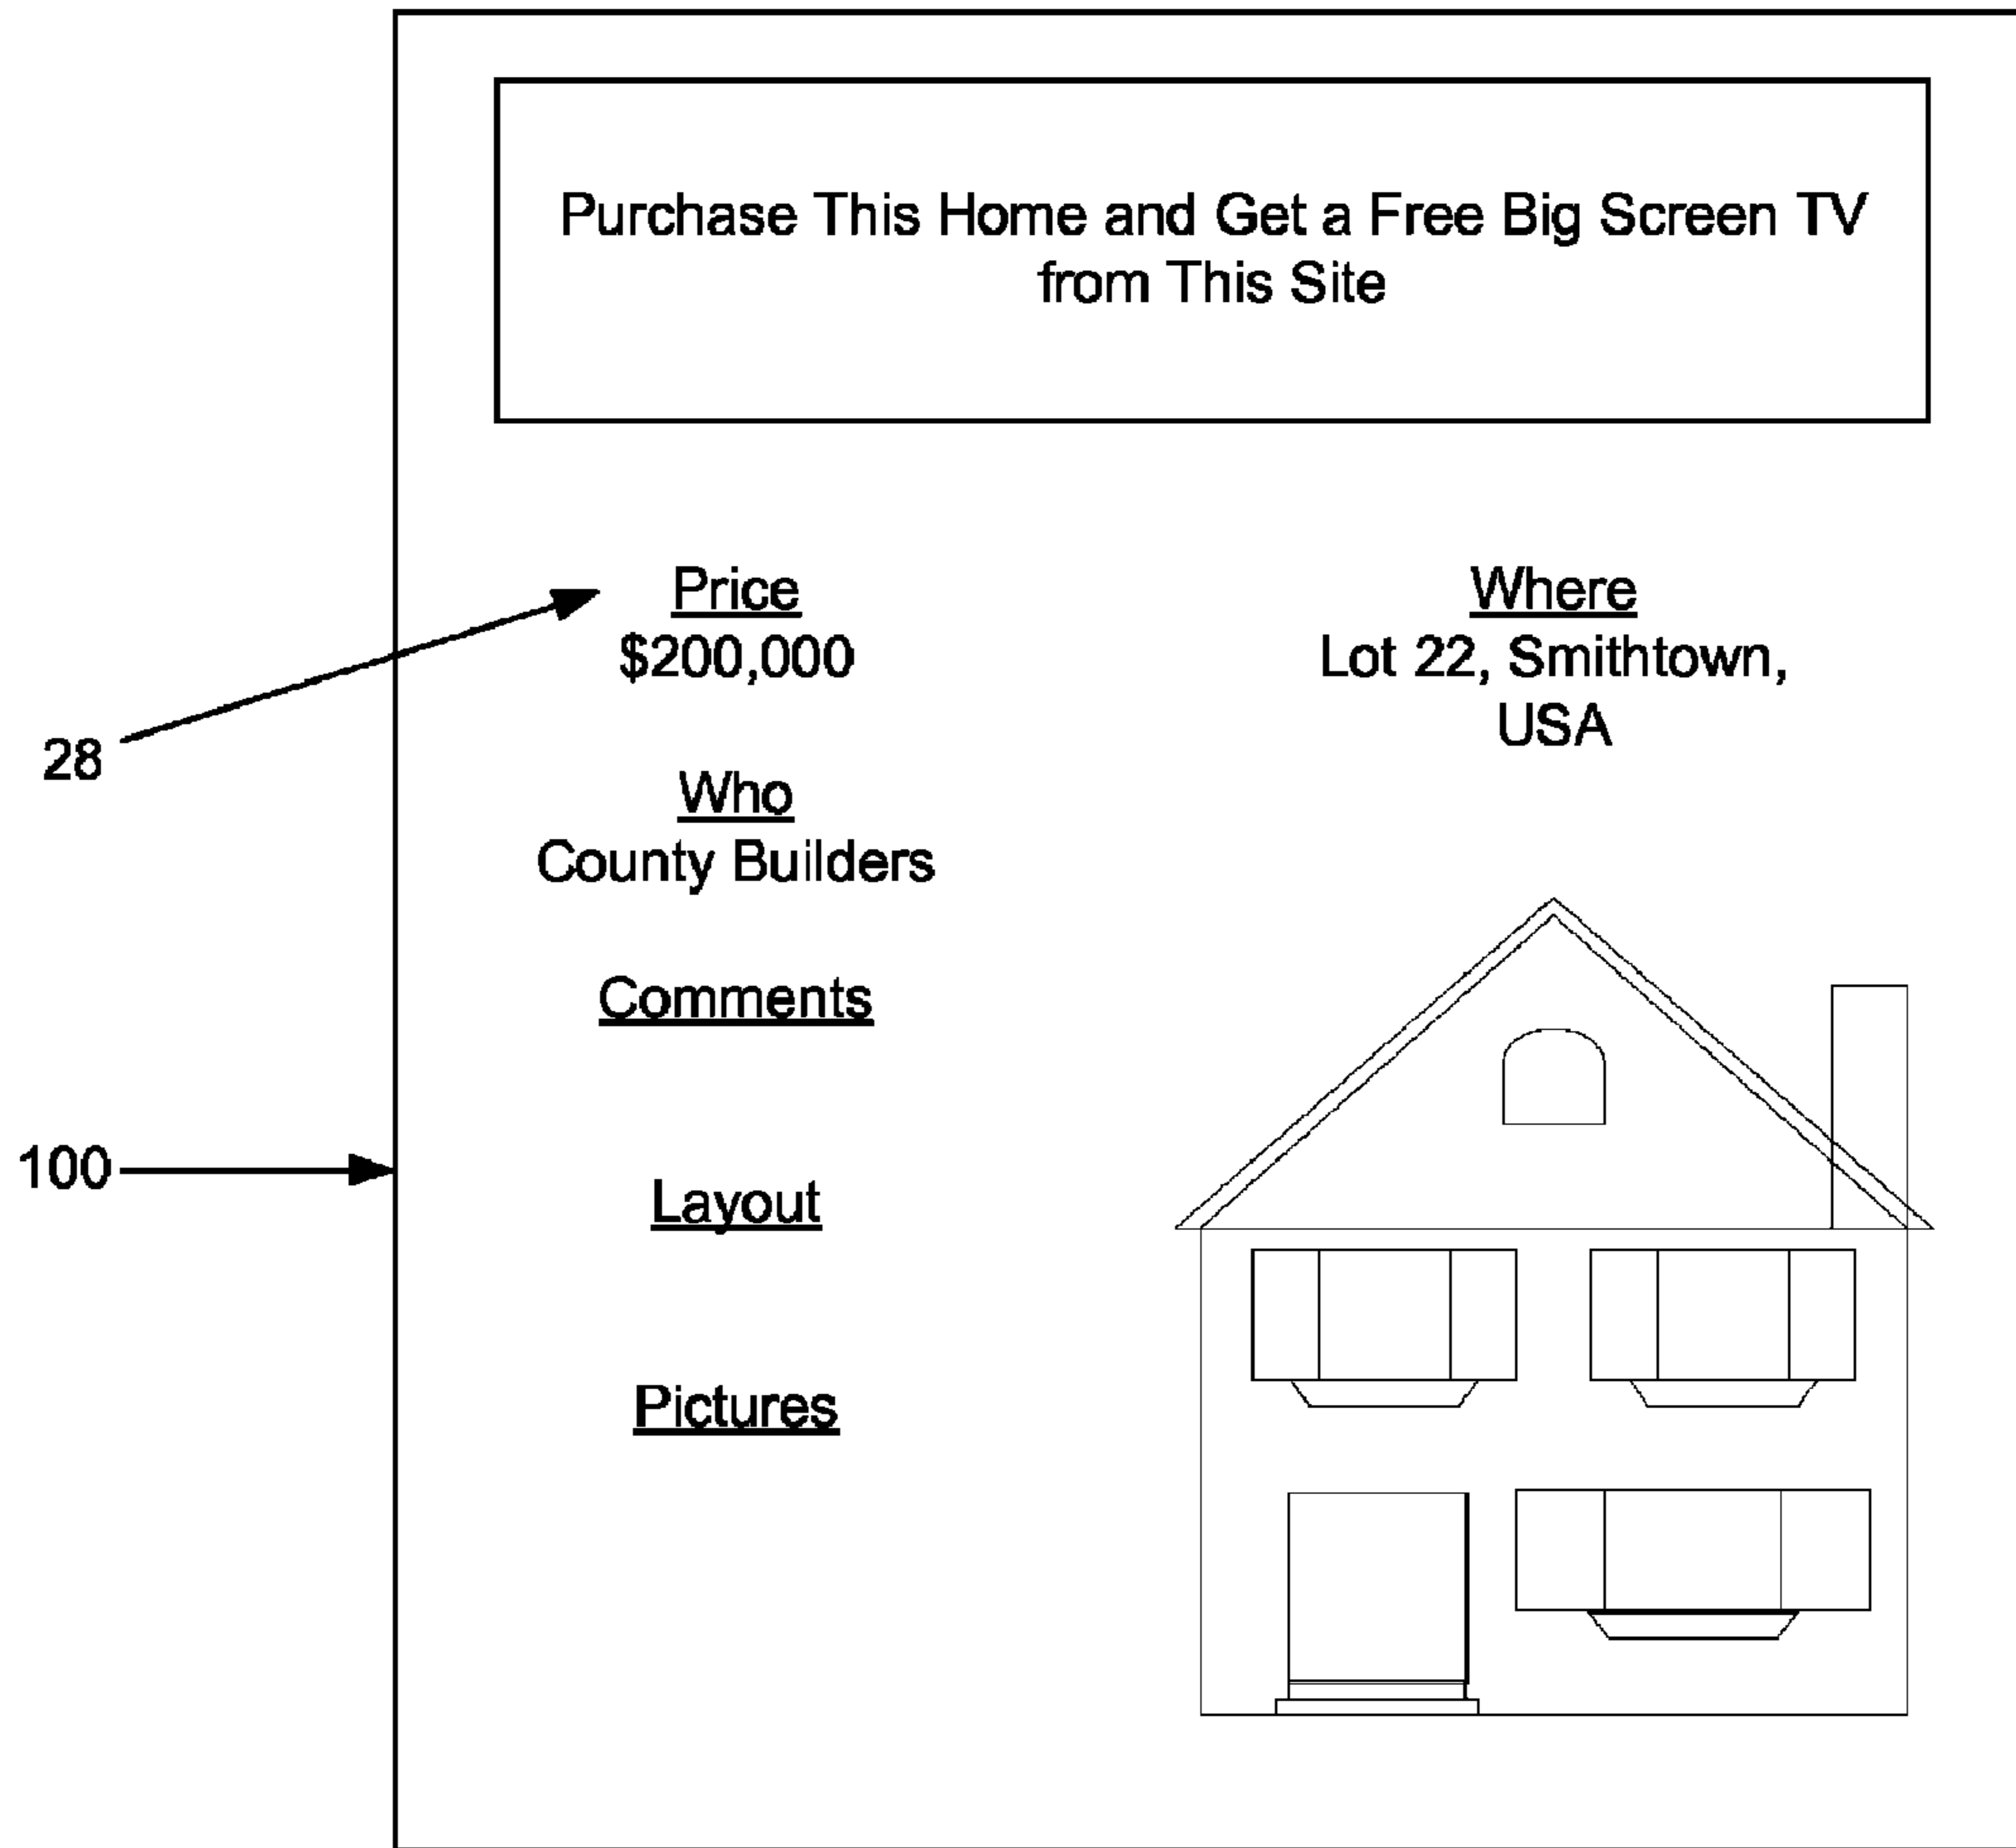 Purchase This Home and Get a Free Big Screen TV
from This Site
Price
$200,000
Where
Lot 22, Smithtown,
USA
28
Who
County Builders
Comments
100
Layout
Pictures